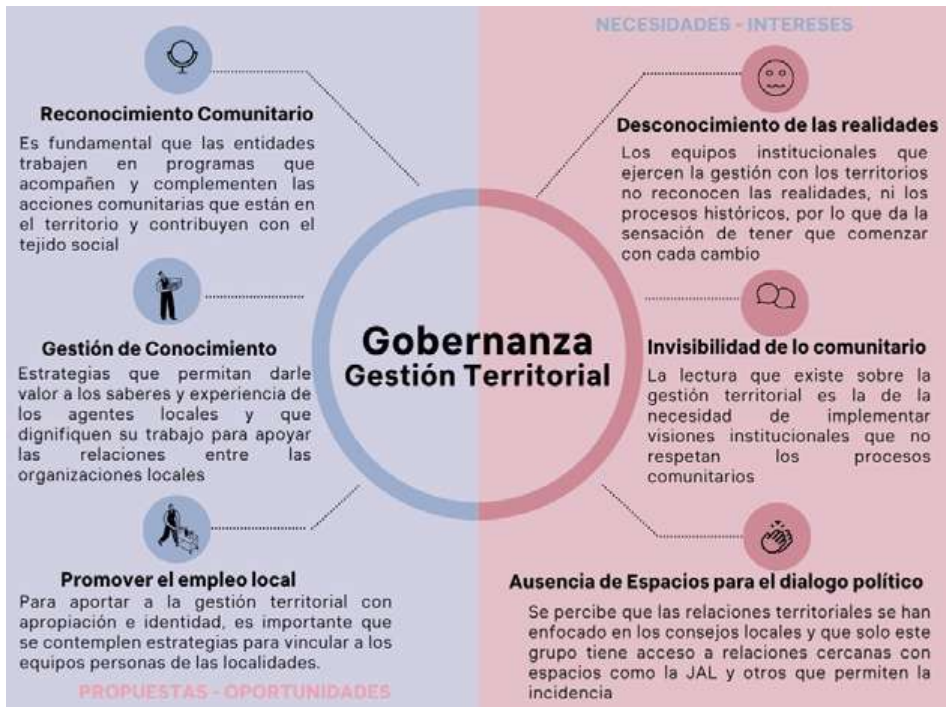 NECESIDADES - INTERESES
Reconocimiento Comunitario
Es fundamental que las entidades
trabajen en programas que
acompañen y complementen las
acciones comunitarias que están en
el territorio y contribuyen con el
tejido social
Gestión de Conocimiento
Estrategias que permitan darle
valor a los saberes y experiencia de
los agentes locales y que
dignifiquen su trabajo para apoyar
las relaciones entre las
organizaciones locales
Promover el empleo local
Para aportar a la gestión territorial con
apropiación e identidad, es importante que
se contemplen estrategias para vincular a los
equipos personas de las localidades.
PROPUESTAS - OPORTUNIDADES
Gobernanza
Gestión Territorial
Desconocimiento de las realidades
Los equipos institucionales que
ejercen la gestión con los territorios
no reconocen las realidades, ni los
procesos históricos, por lo que da la
sensación de tener que comenzar
con cada cambio
Invisibilidad de lo comunitario
La lectura que existe sobre la
gestión territorial es la de la
necesidad de implementar
visiones institucionales que no
respetan los procesos
comunitarios
Ausencia de Espacios para el dialogo político
Se percibe que las relaciones territoriales se han
enfocado en los consejos locales y que solo este
grupo tiene acceso a relaciones cercanas con
espacios como la JAL y otros que permiten la
incidencia